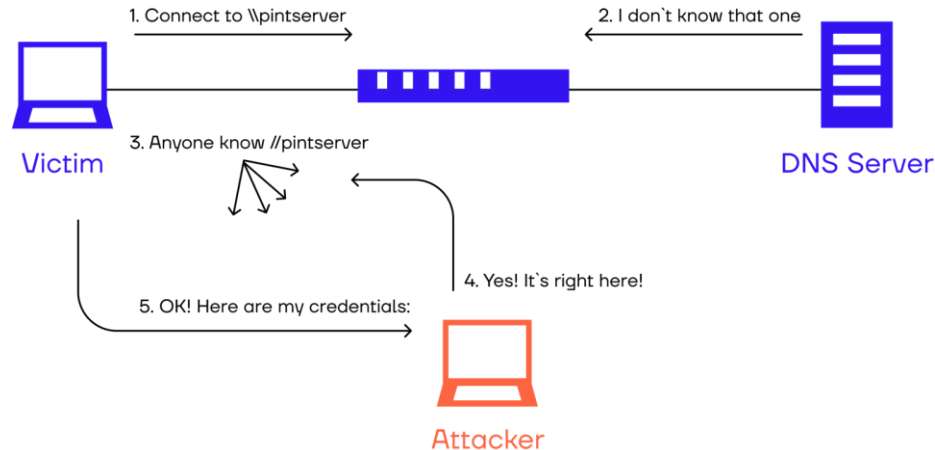 1. Connect to \\pintserver
2. I don`t know that one
3. Anyone know //pintserver
Victim
DNS Server
4. Yes! It`s right here!
5. OK! Here are my credentials:
Attacker